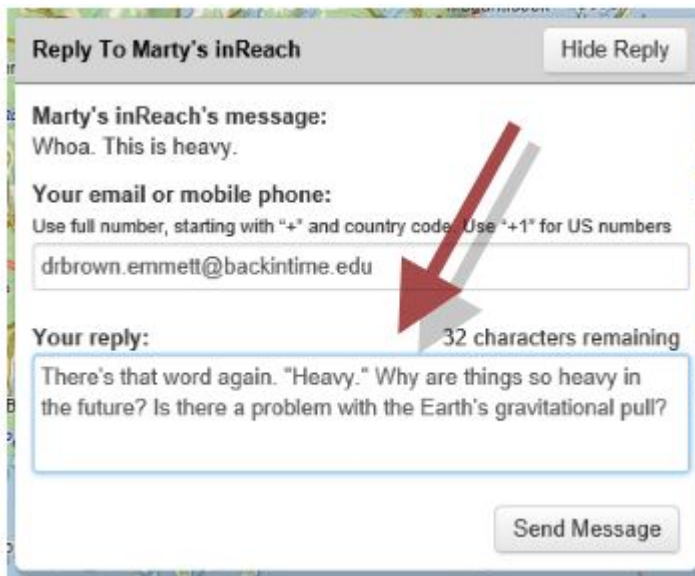 Reply To Marty's inReach
Hide Reply
Marty's inReach's message:
Whoa. This is heavy.
Your email or mobile phone:
Use full number, starting with "+" and country code. Use "+1" for US numbers
drbrown.emmett@backintime.edu
Your reply:
32 characters remaining
There's that word again. "Heavy." Why are things so heavy in
the future? Is there a problem with the Earth's gravitational pull?
Send Message